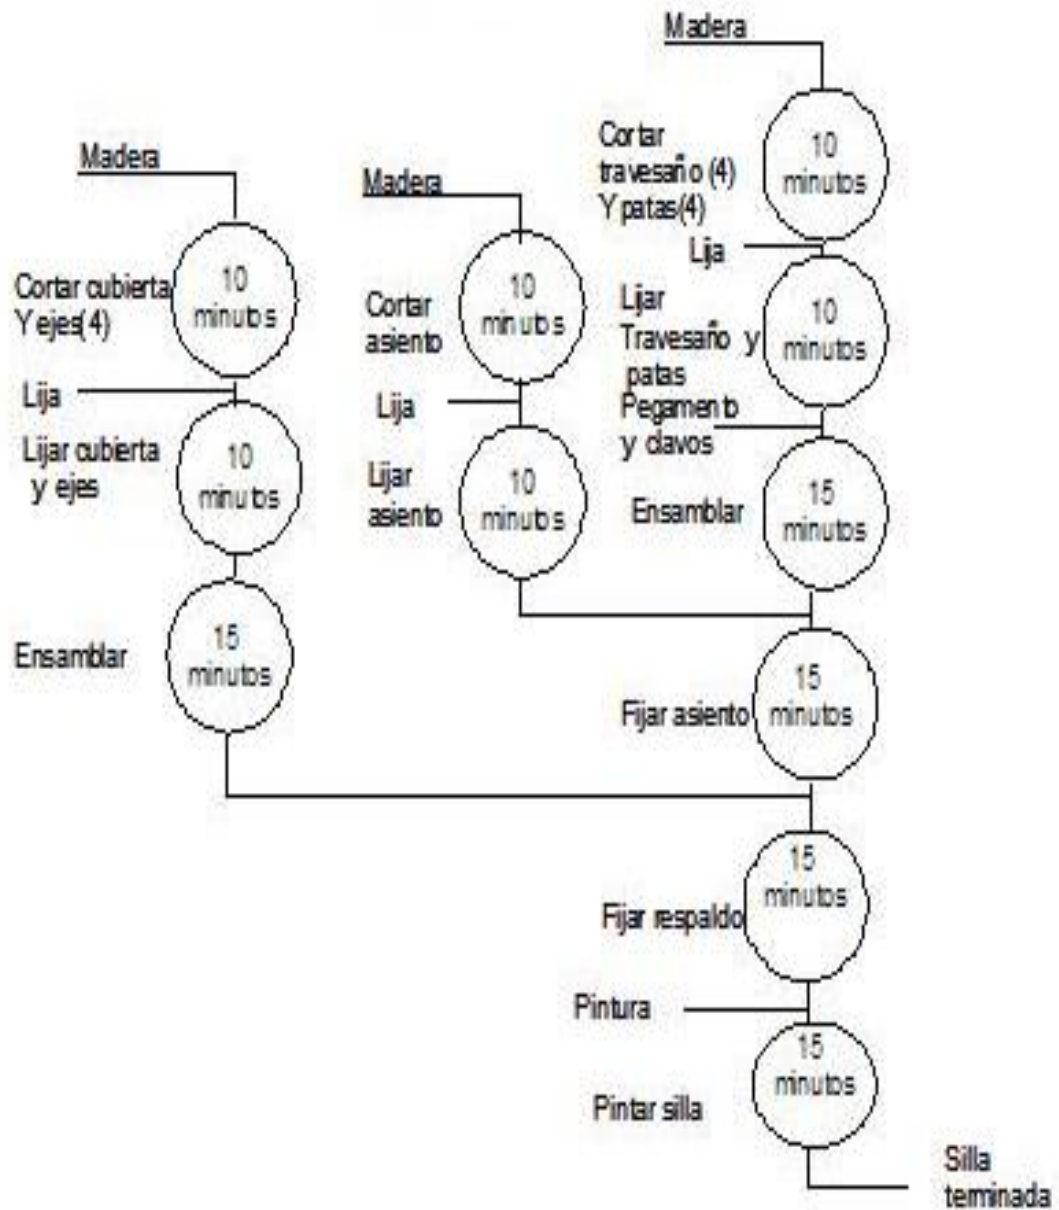 Madera
10
minutos
Cortar
travesaño (4)
Y patas(4)
Lija
10
minutos
Lijar
Travesaño y
patas
Pegamento
y clavos
15
minutos
Ensamblar
Madera
10
minutos
Cortar
asiento
Lija
10
minutos
Lijar
asiento
Madera
10
minutos
Cortar cubierta
Y ejes(4)
Lija
10
minutos
Lijar cubierta
y ejes
15
minutos
Ensamblar
15
minutos
Fijar asiento
15
minutos
Fijar respaldo
Pintura
15
minutos
Pintar silla
Silla
terminada